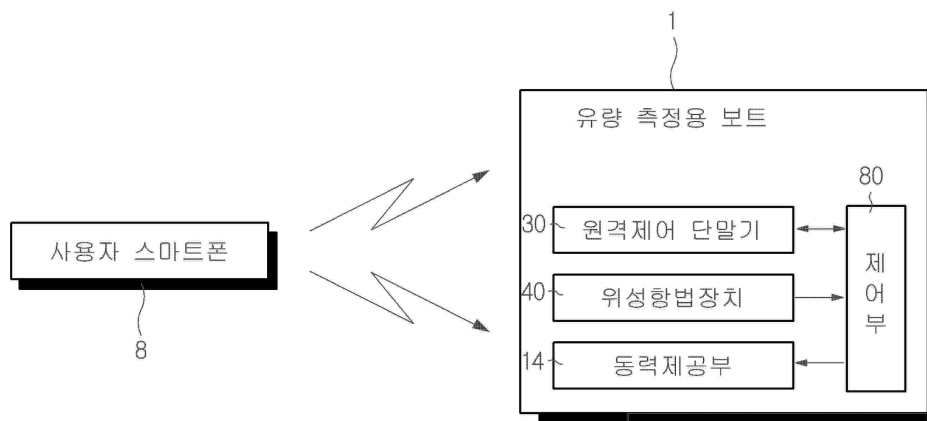 1
유량 측정용 보트
80
30
원격제어 단말기
사용자 스마트폰
제어부
40
위성항법장치
8
14
동력제공부